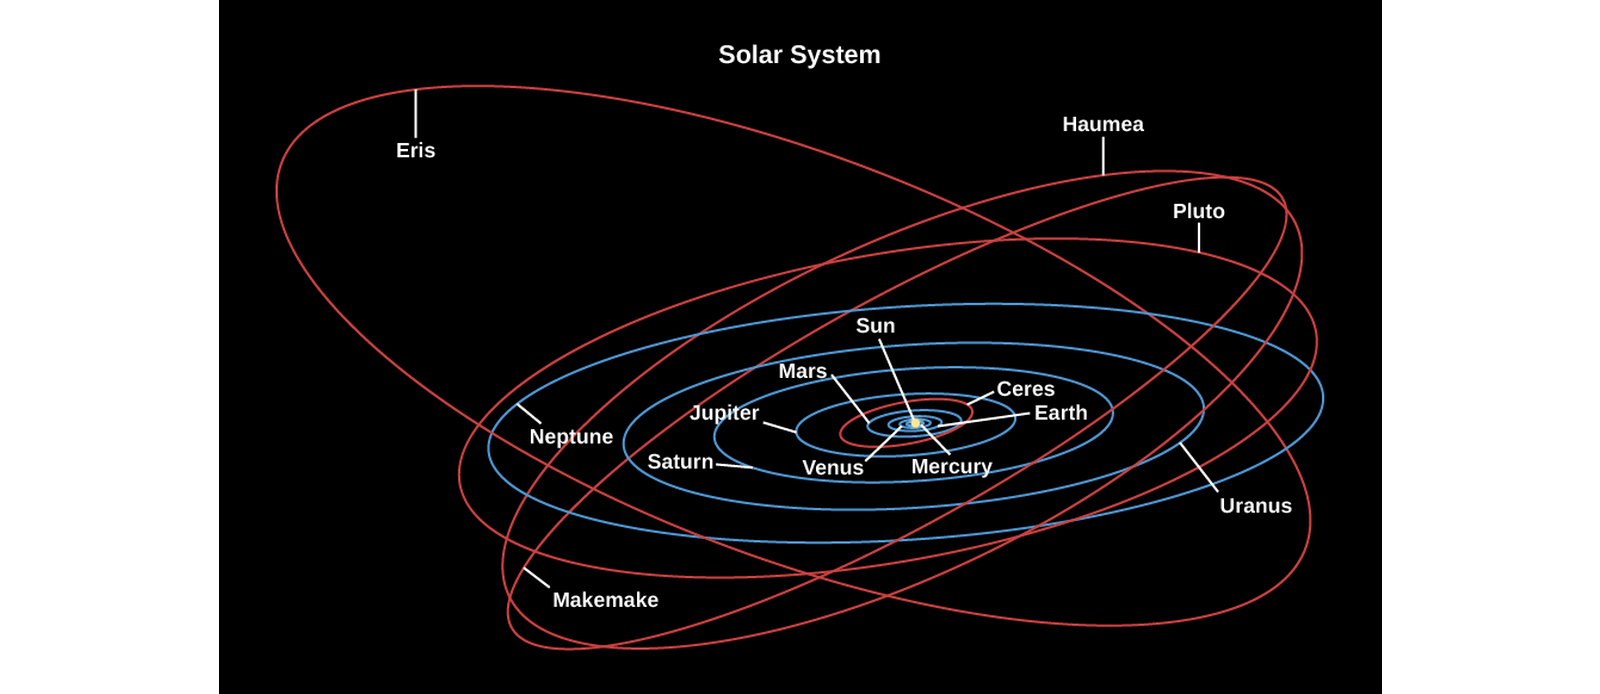 Solar System
Eris
Haumea
Pluto
Sun
Mars
Ceres
Jupiter
Earth
Neptune
Saturn
Venus
Mercury
Uranus
Makemake